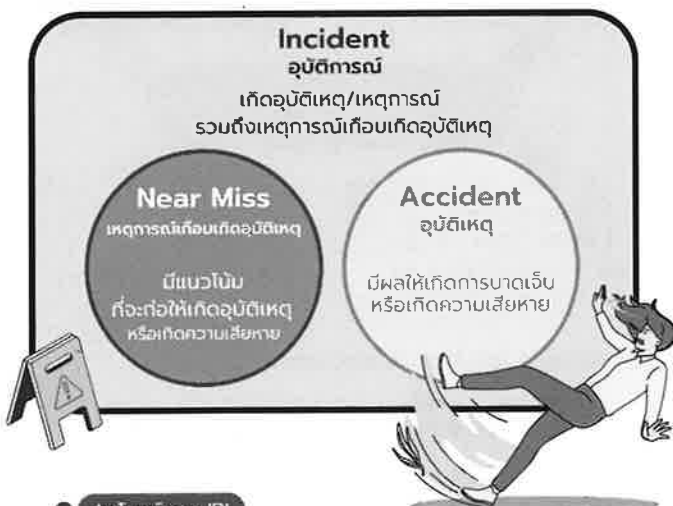 Incident
อุบัติการณ์
เกิดอุบัติเหตุ/เหตุการณ์
รวมถึงเหตุการณ์เกือบเกิดอุบัติเหตุ
Near Miss
เหตุการณ์เกือบเกิดอุบัติเหตุ
มีแนวโน้ม
ที่จะก่อให้เกิดอุบัติเหตุ
หรือเกิดความเสียหาย
Accident
อุบัติเหตุ
มีผลให้เกิดการบาดเจ็บ
หรือเกิดความเสียหาย